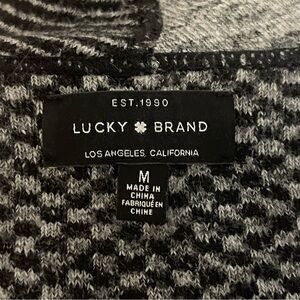 EST.1990
LUCKY BRAND
LOS ANGELES, CALIFORNIA
M
MADE IN
CHINA
FABRIQUÉ EN
CHINE